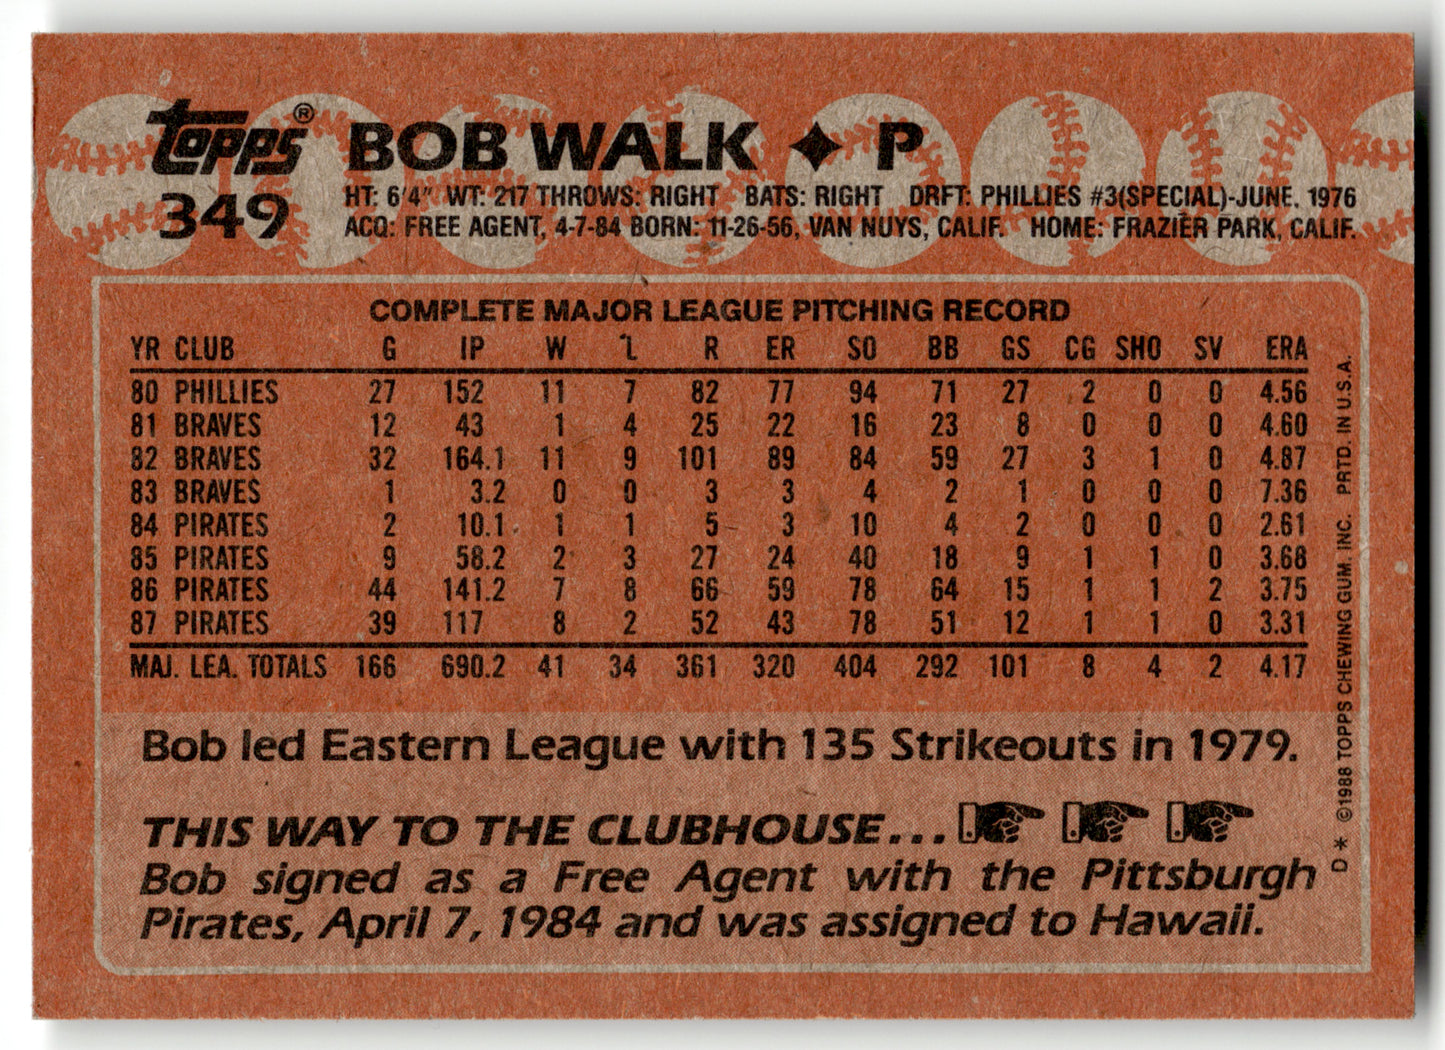 topps® BOB WALK ✦ P
349
HT: 6'4" WT: 217 THROWS: RIGHT BATS: RIGHT DRFT: PHILLIES #3(SPECIAL)-JUNE, 1976
ACQ: FREE AGENT, 4-7-84 BORN: 11-26-56, VAN NUYS, CALIF. HOME: FRAZIER PARK, CALIF.
COMPLETE MAJOR LEAGUE PITCHING RECORD
YR CLUB G IP W L R ER SO BB GS CG SHO SV ERA
80 PHILLIES 27 152 11 7 82 77 94 71 27 2 0 0 4.56
81 BRAVES 12 43 1 4 25 22 16 23 8 0 0 0 4.60
82 BRAVES 32 164.1 11 9 101 89 84 59 27 3 1 0 4.87
83 BRAVES 1 3.2 0 0 3 3 4 2 1 0 0 0 7.36
84 PIRATES 2 10.1 1 1 5 3 10 4 2 0 0 0 2.61
85 PIRATES 9 58.2 2 3 27 24 40 18 9 1 1 0 3.68
86 PIRATES 44 141.2 7 8 66 59 78 64 15 1 1 2 3.75
87 PIRATES 39 117 8 2 52 43 78 51 12 1 1 0 3.31
MAJ. LEA. TOTALS 166 690.2 41 34 361 320 404 292 101 8 4 2 4.17
Bob led Eastern League with 135 Strikeouts in 1979.
THIS WAY TO THE CLUBHOUSE...
Bob signed as a Free Agent with the Pittsburgh
Pirates, April 7, 1984 and was assigned to Hawaii.
D* ©1988 TOPPS CHEWING GUM, INC. PRTD. IN U.S.A.